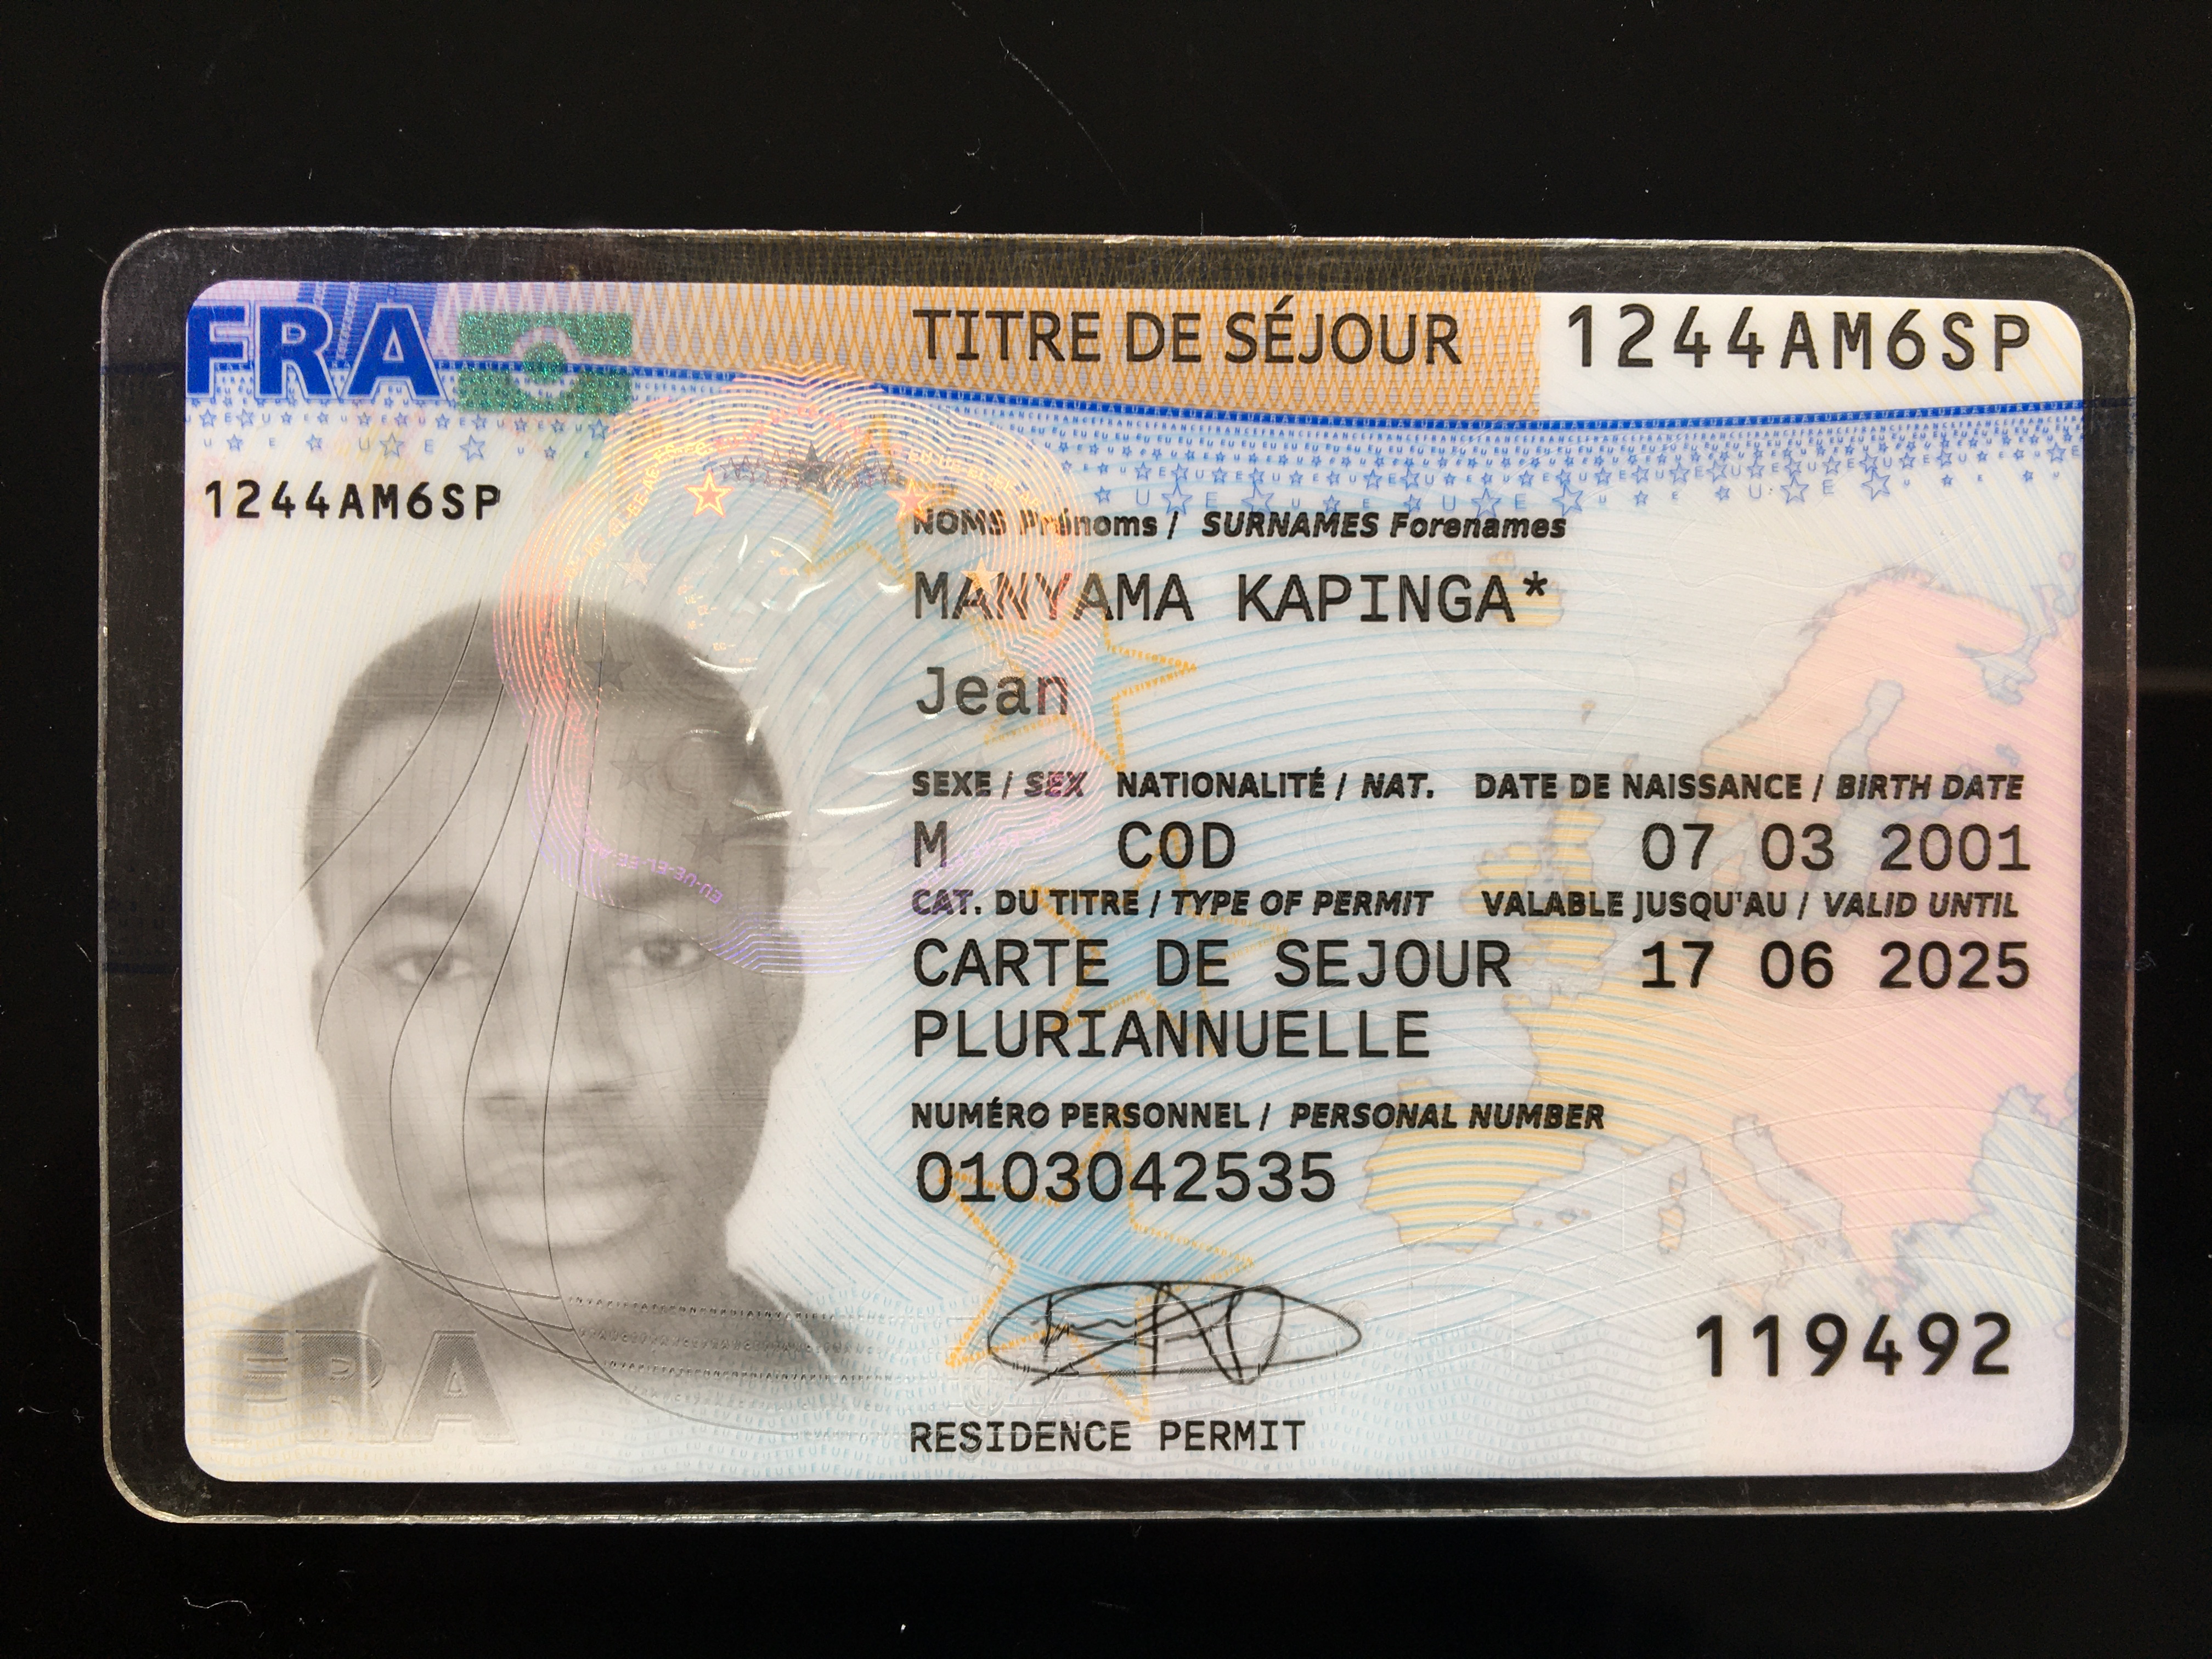 FRA
TITRE DE SÉJOUR
1244AM6SP
1244AM6SP
NOMS Prénoms / SURNAMES Forenames
MANYAMA KAPINGA*
Jean
SEXE / SEX NATIONALITÉ / NAT. DATE DE NAISSANCE / BIRTH DATE
M COD 07 03 2001
CAT. DU TITRE / TYPE OF PERMIT VALABLE JUSQU'AU / VALID UNTIL
CARTE DE SEJOUR 17 06 2025
PLURIANNUELLE
NUMÉRO PERSONNEL / PERSONAL NUMBER
0103042535
FRA
119492
RESIDENCE PERMIT